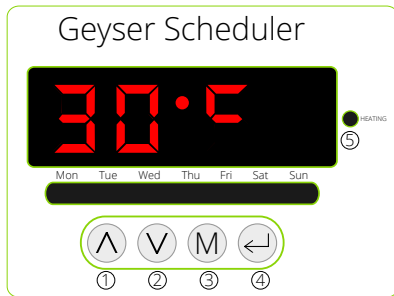 Geyser Scheduler
30°C
HEATING
⑤
Mon Tue Wed Thu Fri Sat Sun
M
① ② ③ ④